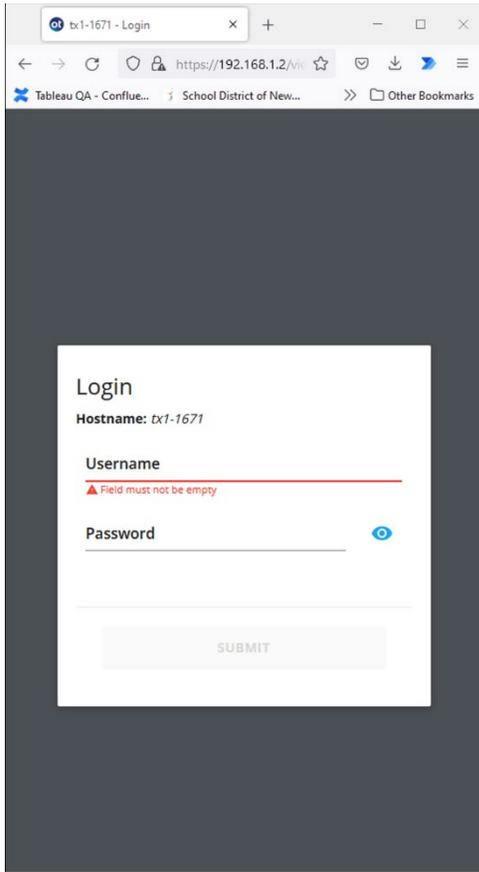 ot tx1-1671 - Login
https://192.168.1.2/vi
Tableau QA - Conflue... School District of New... Other Bookmarks
Login
Hostname: tx1-1671
Username
Field must not be empty
Password
SUBMIT